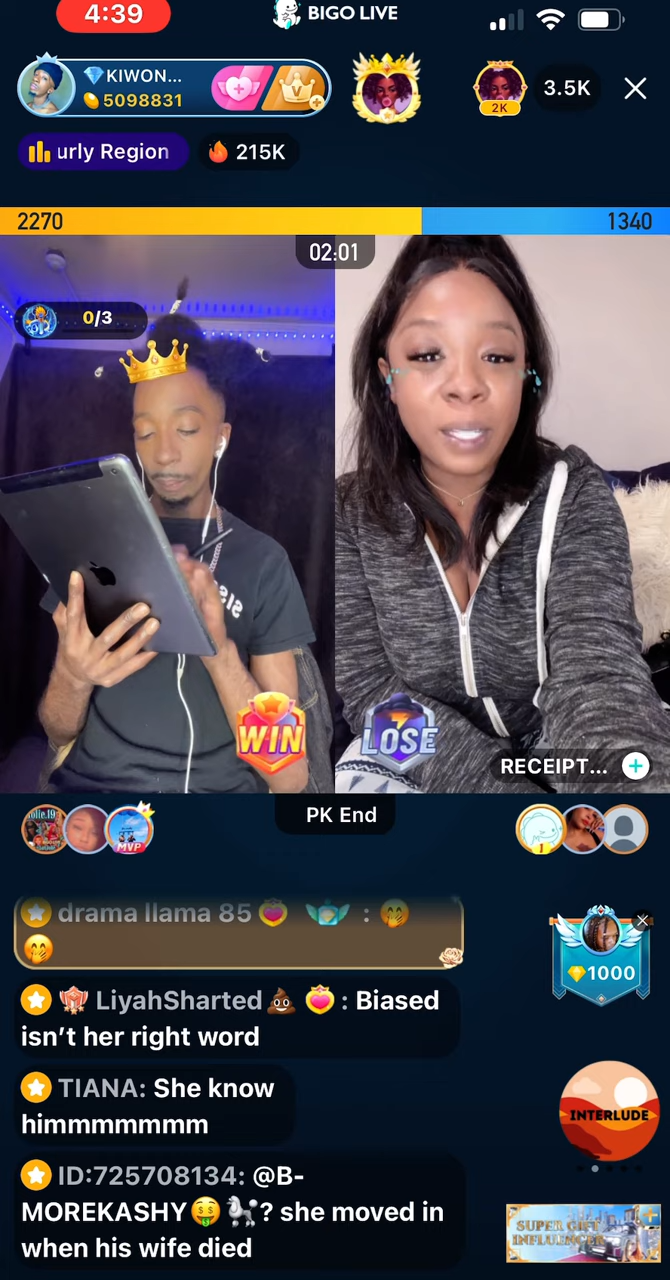 4:39
BIGO LIVE
KIWON...
5098831
2K
3.5K
urly Region
215K
2270
1340
02:01
0/3
WIN
LOSE
RECEIPT...
PK End
MVP
1
drama llama 85 💗 : 🤭
🤭
LiyahSharted💩 : Biased
isn’t her right word
TIANA: She know
himmmmmmm
ID:725708134: @B-
MOREKASHY🤑🐩? she moved in
when his wife died
1000
INTERLUDE
SUPER GIFT
INFLUENCER